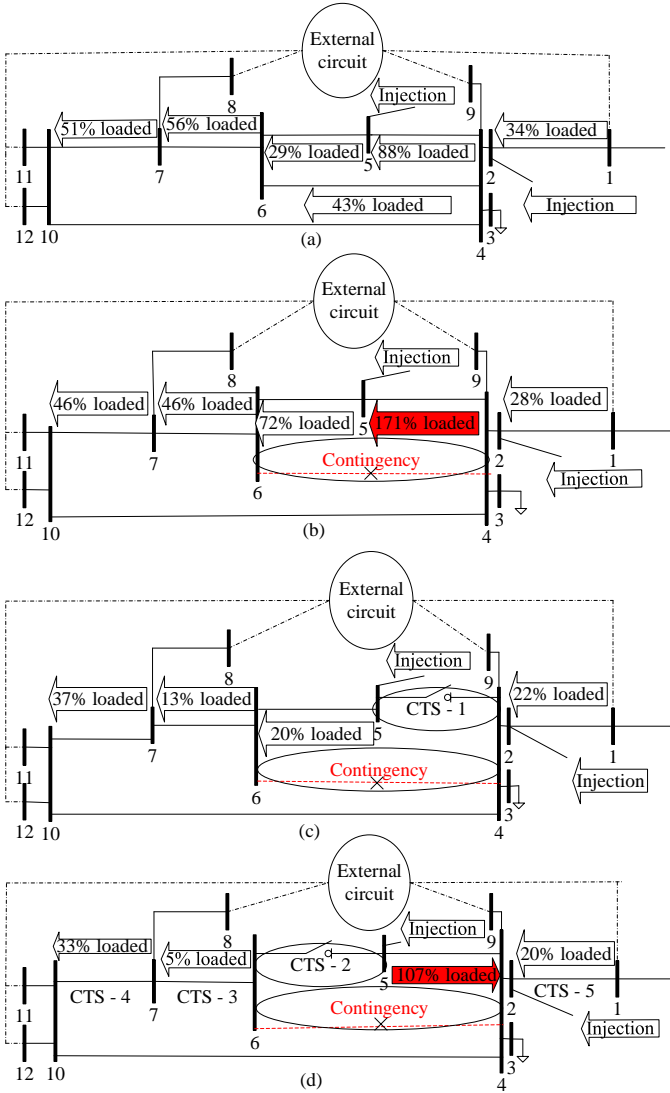 External
circuit
Injection
8
9
51% loaded
56% loaded
34% loaded
29% loaded
5
88% loaded
11
7
2
1
6
43% loaded
Injection
12
10
3
4
(a)
External
circuit
Injection
8
9
46% loaded
46% loaded
28% loaded
72% loaded
5
171% loaded
11
7
2
1
Contingency
Injection
6
12
10
3
4
(b)
External
circuit
Injection
8
9
37% loaded
13% loaded
CTS - 1
22% loaded
20% loaded
5
11
7
2
1
Contingency
Injection
6
12
10
3
4
(c)
External
circuit
Injection
8
9
33% loaded
5% loaded
CTS - 2
20% loaded
5
107% loaded
11
CTS - 4
7
CTS - 3
2
CTS - 5
1
Contingency
Injection
6
12
10
3
4
(d)